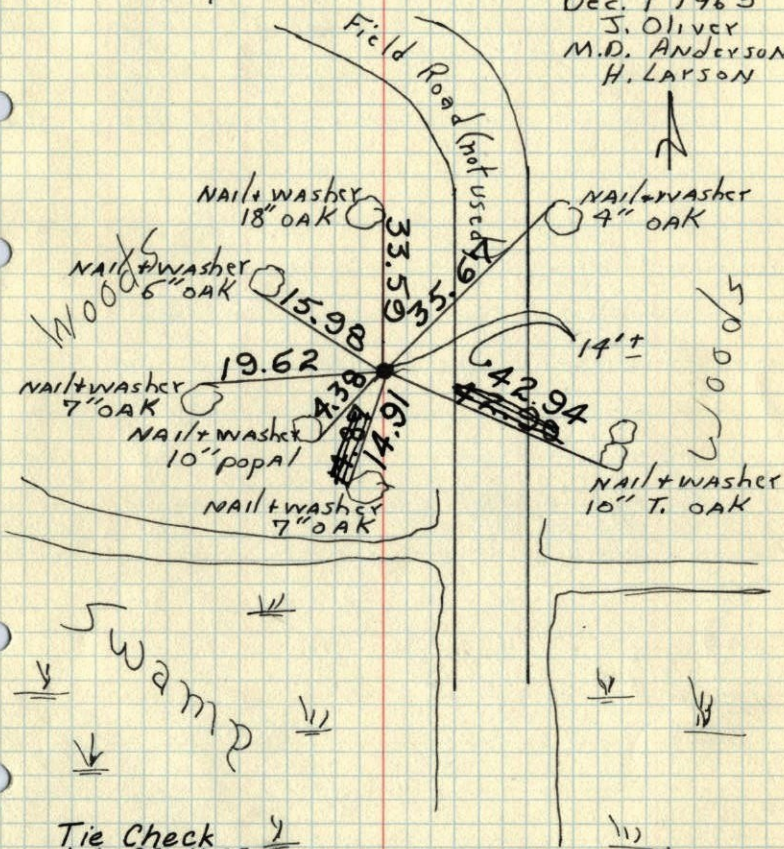 J. Oliver
M.D. Anderson
H. Larson
Field Road (not used)
Nail + washer
18" oak
Nail + washer
4" oak
33.59
Woods
Nail + washer
6" oak
15.98
14'±
Woods
19.62
Nail + washer
7" oak
42.94
4.38
Nail + washer
10" popal
14.91
Nail + washer
10" T. oak
Nail + washer
7" oak
Swamp
Tie Check